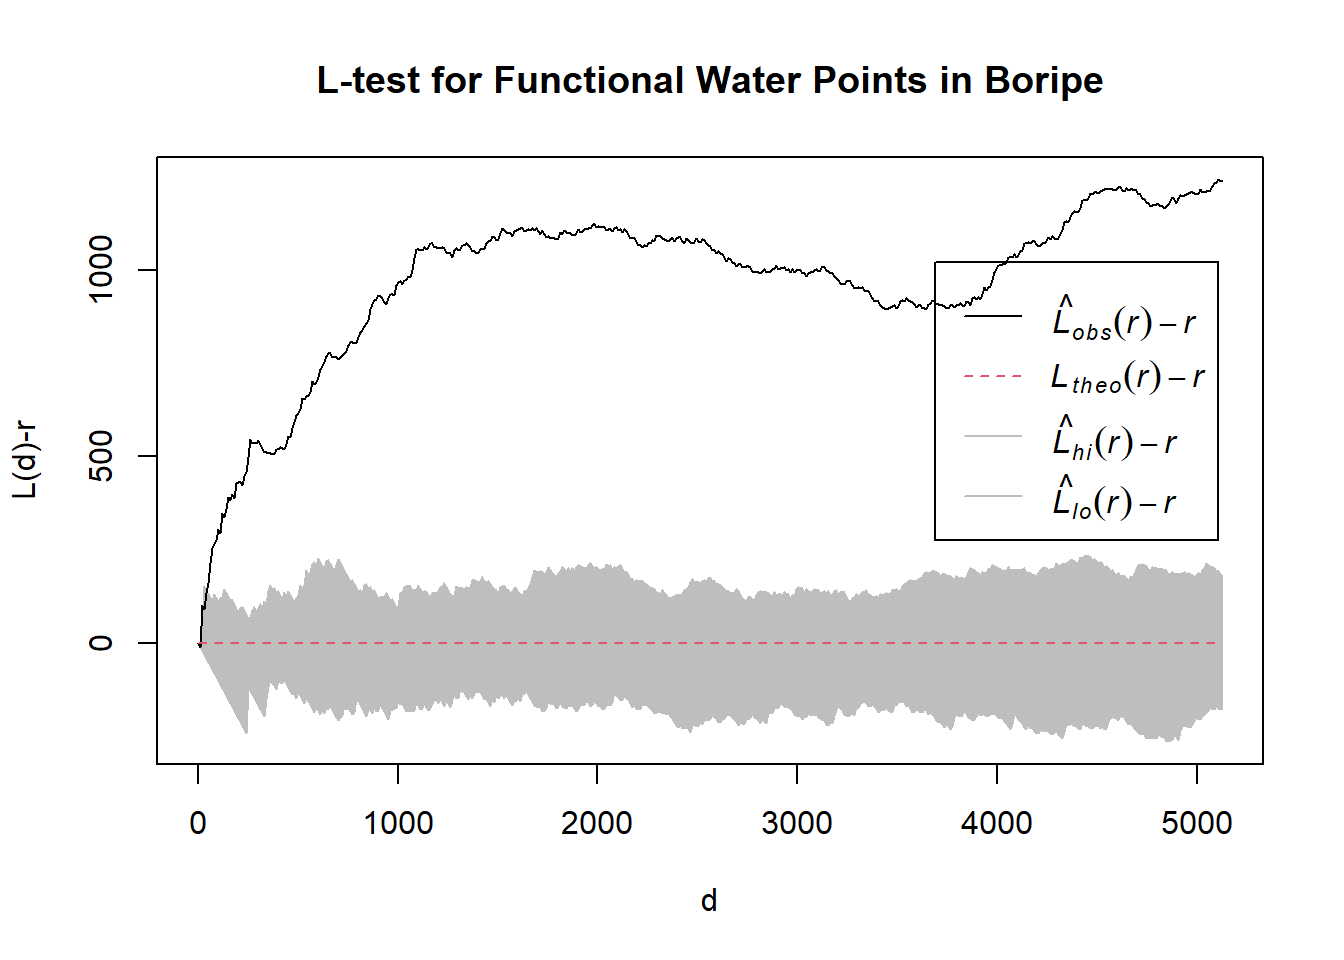 L-test for Functional Water Points in Boripe
L(d)-r
1000
500
0
L̂obs(r) − r
Ltheo(r) − r
L̂hi(r) − r
L̂lo(r) − r
0 1000 2000 3000 4000 5000
d